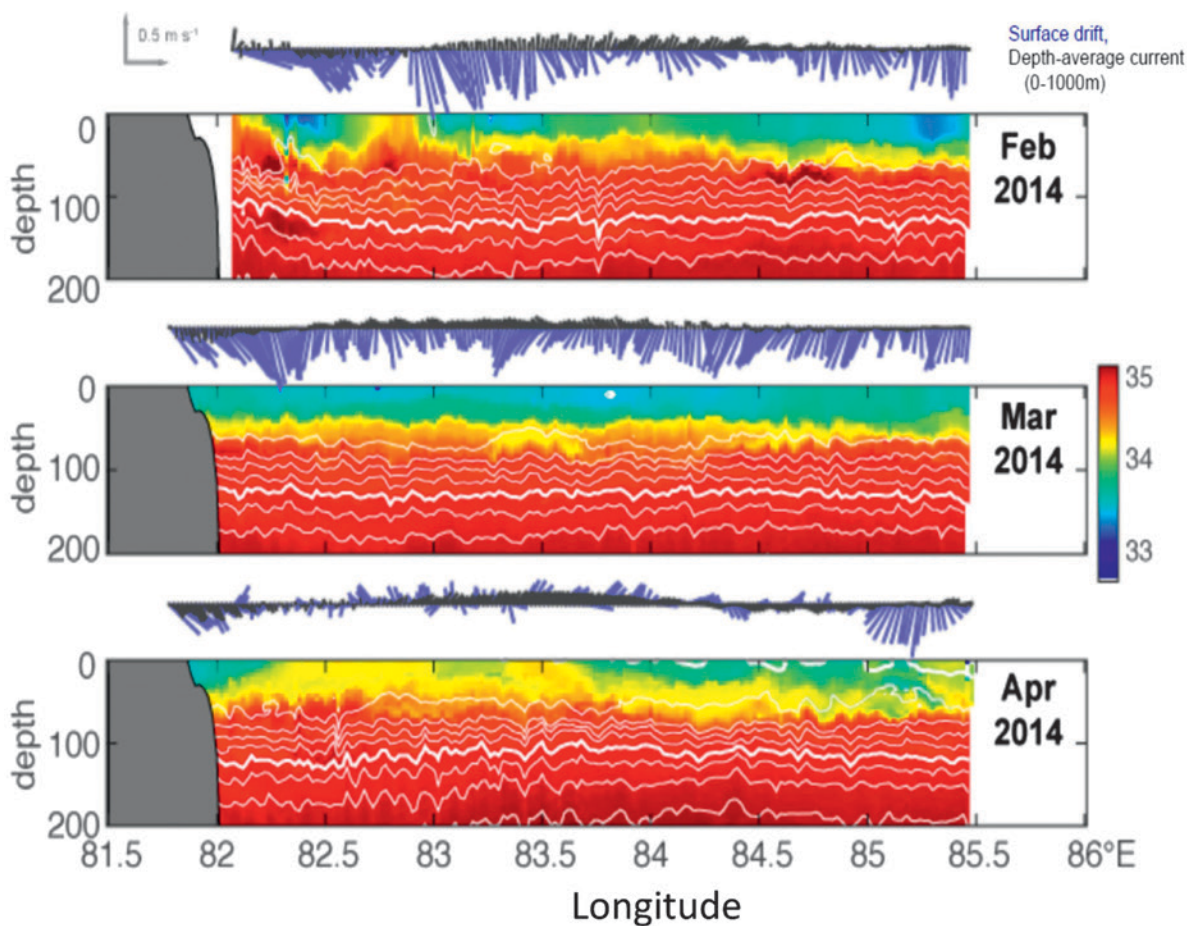 0.5 m s⁻¹
Surface drift,
Depth-average current
(0-1000m)
0
100
200
depth
Feb
2014
0
100
200
depth
Mar
2014
35
34
33
0
100
200
depth
Apr
2014
81.5 82 82.5 83 83.5 84 84.5 85 85.5 86°E
Longitude